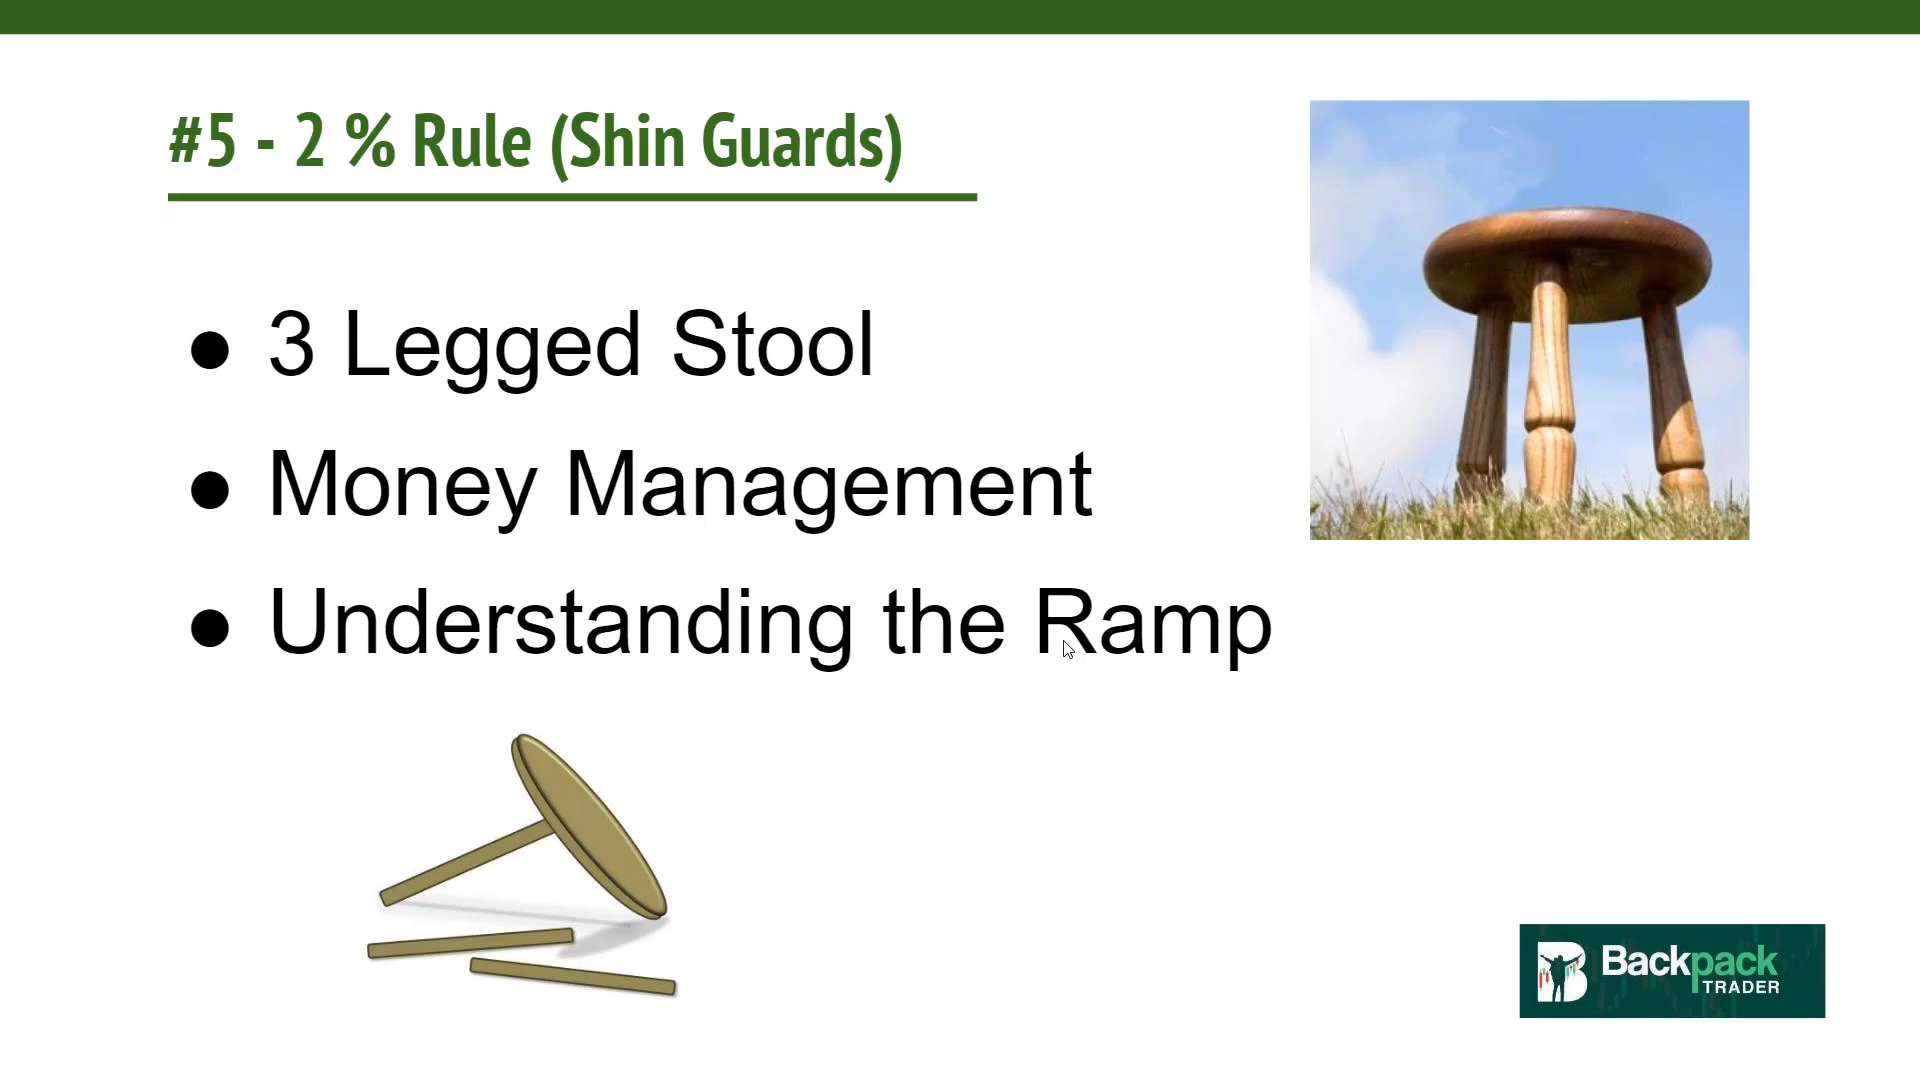 #5 - 2 % Rule (Shin Guards)
● 3 Legged Stool
● Money Management
● Understanding the Ramp
Backpack
TRADER